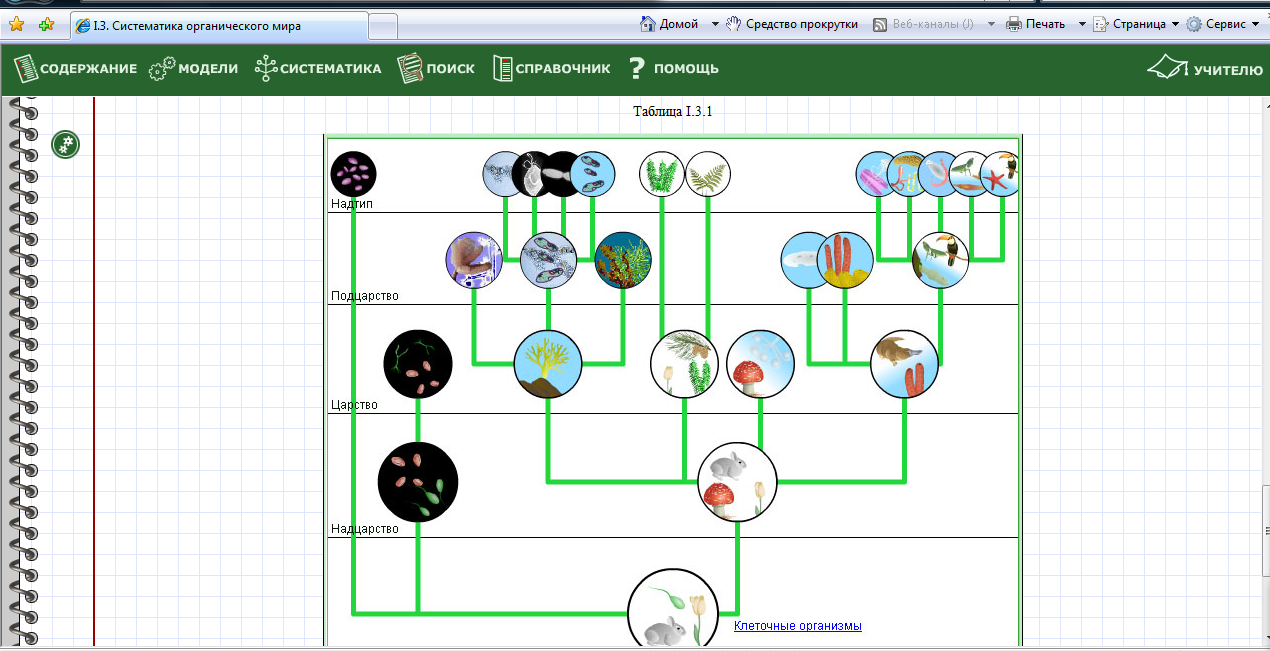 I.3. Систематика органического мира
Домой Средство прокрутки Веб-каналы (J) Печать Страница Сервис
СОДЕРЖАНИЕ МОДЕЛИ СИСТЕМАТИКА ПОИСК СПРАВОЧНИК ? ПОМОЩЬ УЧИТЕЛЮ
Таблица I.3.1
Надтип
Подцарство
Царство
Надцарство
Клеточные организмы